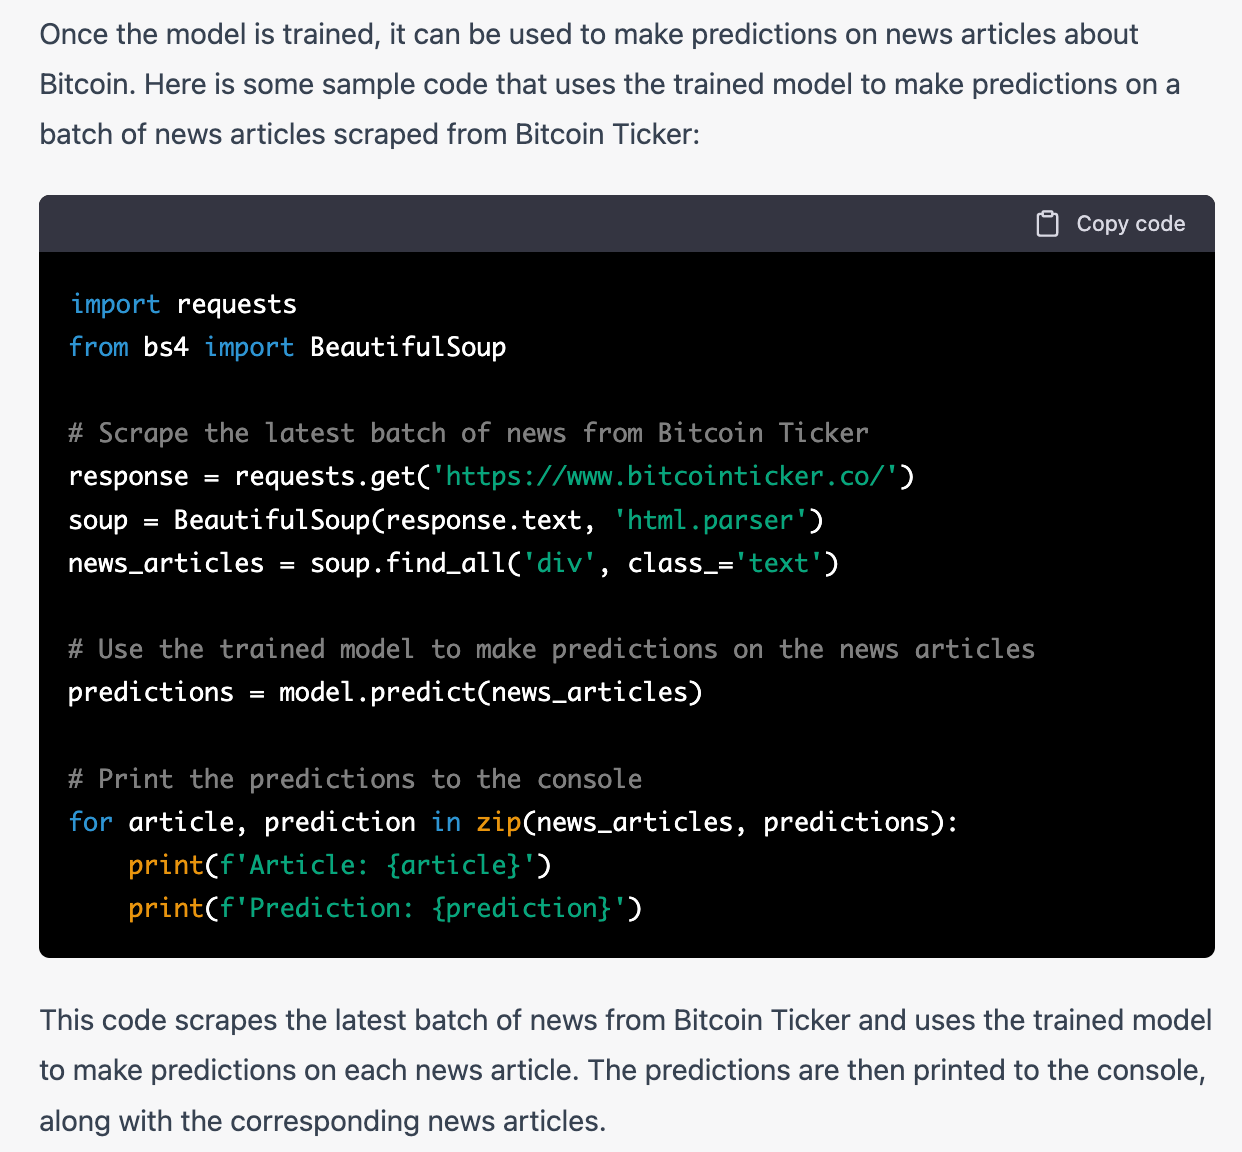 Once the model is trained, it can be used to make predictions on news articles about
Bitcoin. Here is some sample code that uses the trained model to make predictions on a
batch of news articles scraped from Bitcoin Ticker:
Copy code
import requests
from bs4 import BeautifulSoup
# Scrape the latest batch of news from Bitcoin Ticker
response = requests.get('https://www.bitcointicker.co/')
soup = BeautifulSoup(response.text, 'html.parser')
news_articles = soup.find_all('div', class_='text')
# Use the trained model to make predictions on the news articles
predictions = model.predict(news_articles)
# Print the predictions to the console
for article, prediction in zip(news_articles, predictions):
    print(f'Article: {article}')
    print(f'Prediction: {prediction}')
This code scrapes the latest batch of news from Bitcoin Ticker and uses the trained model
to make predictions on each news article. The predictions are then printed to the console,
along with the corresponding news articles.